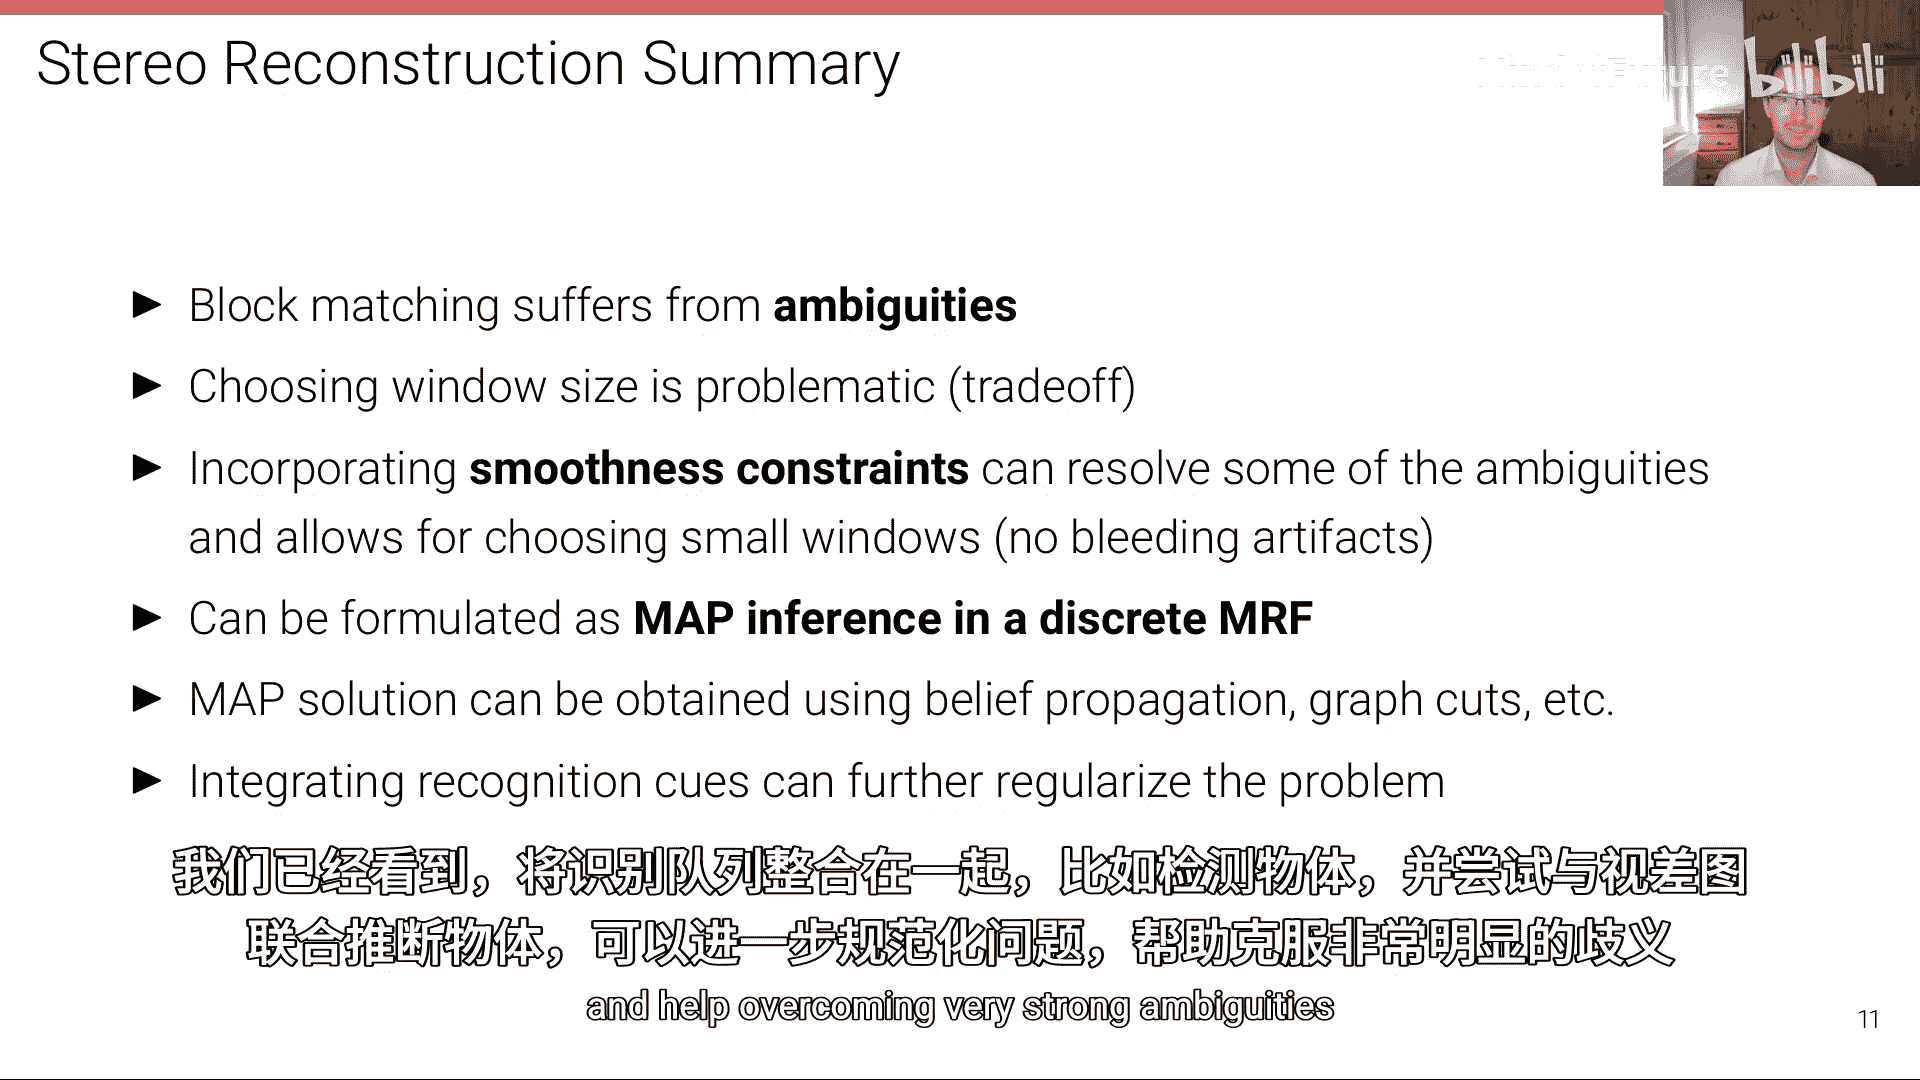 Stereo Reconstruction Summary
bilibili
► Block matching suffers from ambiguities
► Choosing window size is problematic (tradeoff)
► Incorporating smoothness constraints can resolve some of the ambiguities
and allows for choosing small windows (no bleeding artifacts)
► Can be formulated as MAP inference in a discrete MRF
► MAP solution can be obtained using belief propagation, graph cuts, etc.
► Integrating recognition cues can further regularize the problem
我们已经看到，将识别队列整合在一起，比如检测物体，并尝试与视差图
联合推断物体，可以进一步规范化问题，帮助克服非常明显的歧义
and help overcoming very strong ambiguities
11